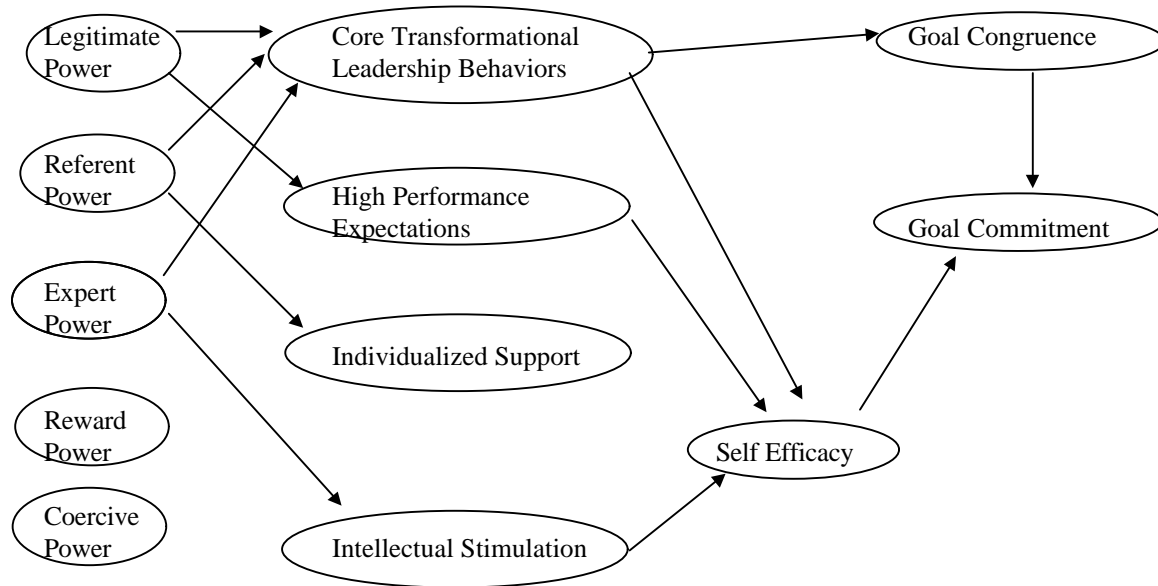 Legitimate
Power
Core Transformational
Leadership Behaviors
Goal Congruence
Referent
Power
High Performance
Expectations
Goal Commitment
Expert
Power
Individualized Support
Reward
Power
Self Efficacy
Coercive
Power
Intellectual Stimulation